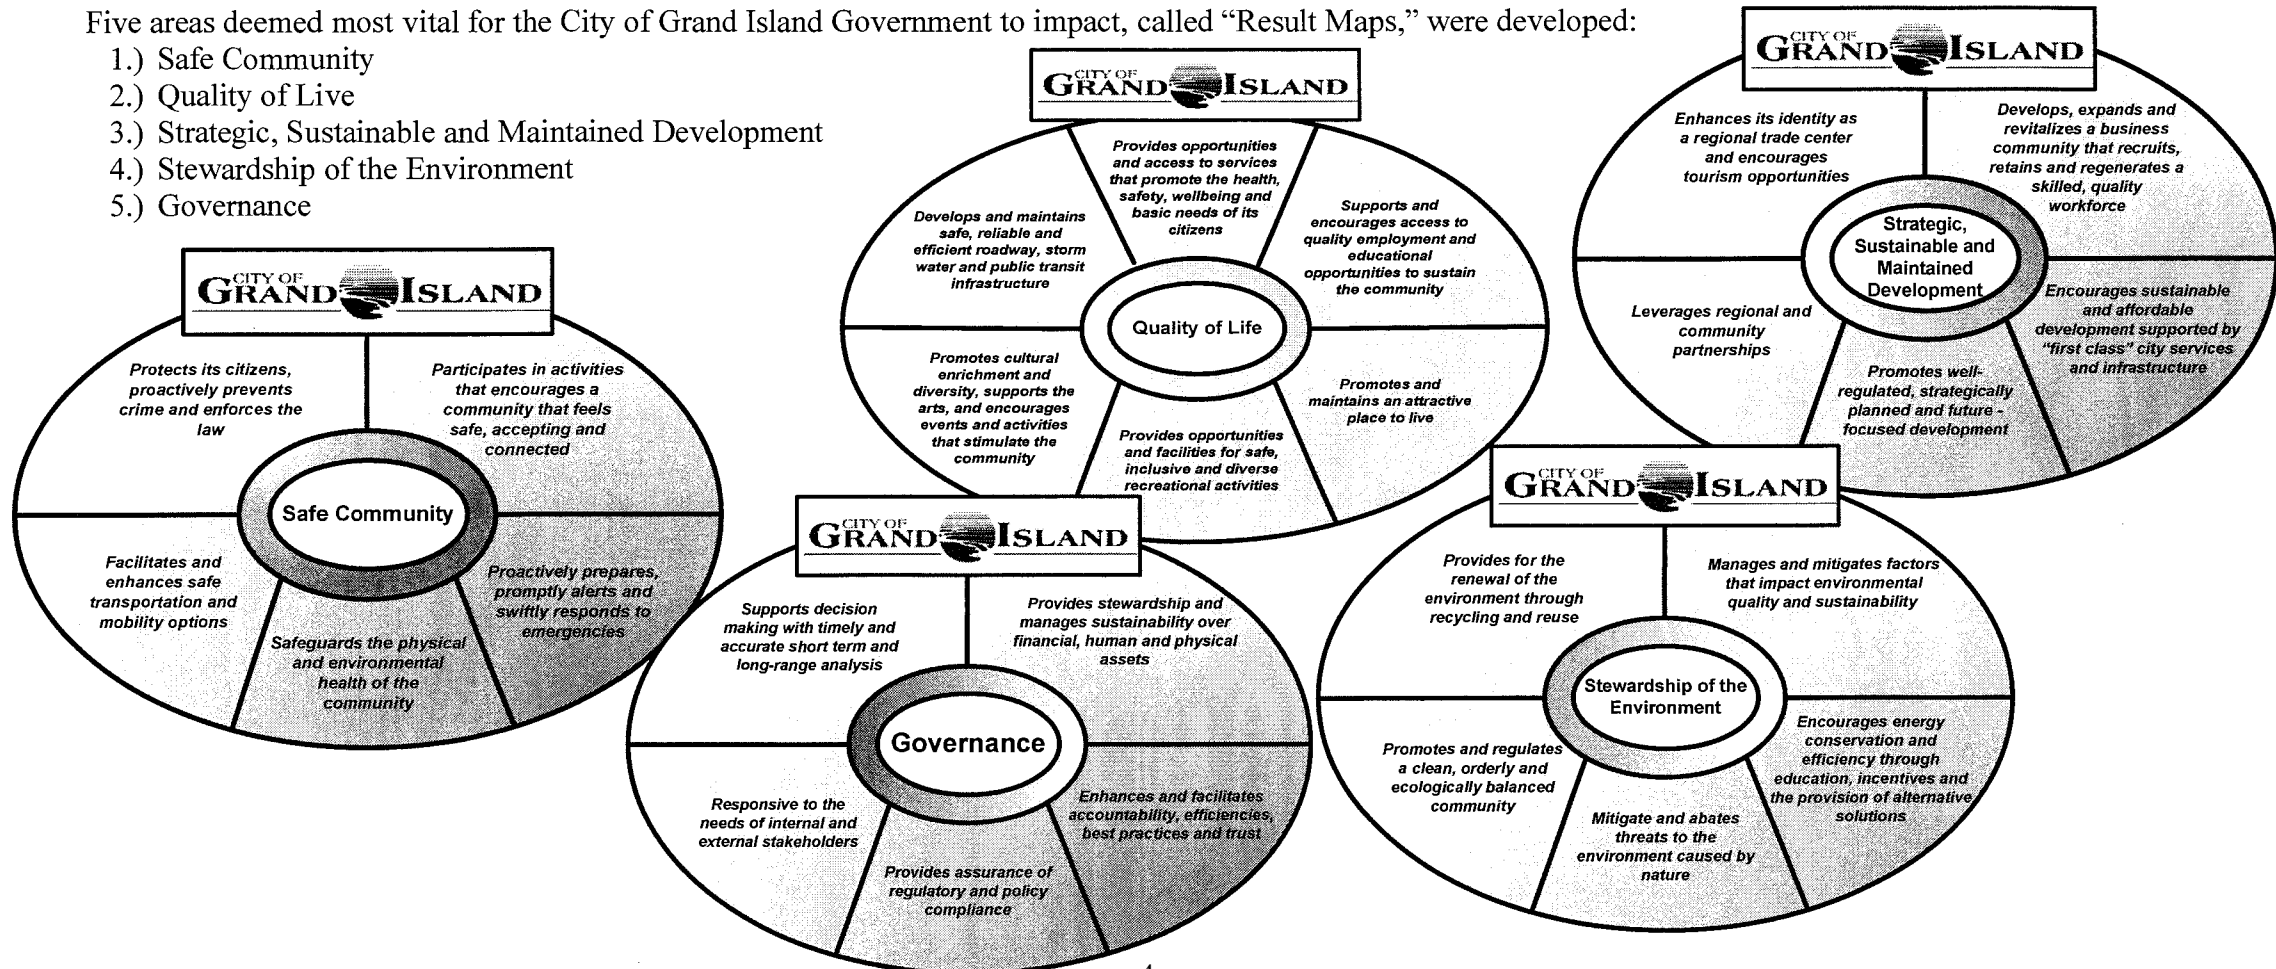 Five areas deemed most vital for the City of Grand Island Government to impact, called “Result Maps,” were developed:
1.) Safe Community
2.) Quality of Live
3.) Strategic, Sustainable and Maintained Development
4.) Stewardship of the Environment
5.) Governance
CITY OF
GRAND ISLAND
Protects its citizens,
proactively prevents
crime and enforces the
law
Participates in activities
that encourages a
community that feels
safe, accepting and
connected
Safe Community
Facilitates and
enhances safe
transportation and
mobility options
Safeguards the physical
and environmental
health of the
community
Proactively prepares,
promptly alerts and
swiftly responds to
emergencies
CITY OF
GRAND ISLAND
Provides opportunities
and access to services
that promote the health,
safety, wellbeing and
basic needs of its
citizens
Develops and maintains
safe, reliable and
efficient roadway, storm
water and public transit
infrastructure
Supports and
encourages access to
quality employment and
educational
opportunities to sustain
the community
Quality of Life
Promotes cultural
enrichment and
diversity, supports the
arts, and encourages
events and activities
that stimulate the
community
Provides opportunities
and facilities for safe,
inclusive and diverse
recreational activities
Promotes and
maintains an attractive
place to live
CITY OF
GRAND ISLAND
Enhances its identity as
a regional trade center
and encourages
tourism opportunities
Develops, expands and
revitalizes a business
community that recruits,
retains and regenerates a
skilled, quality
workforce
Strategic,
Sustainable and
Maintained
Development
Leverages regional and
community
partnerships
Promotes well-
regulated, strategically
planned and future -
focused development
Encourages sustainable
and affordable
development supported by
"first class" city services
and infrastructure
CITY OF
GRAND ISLAND
Supports decision
making with timely and
accurate short term and
long-range analysis
Provides stewardship and
manages sustainability over
financial, human and physical
assets
Governance
Responsive to the
needs of internal and
external stakeholders
Provides assurance of
regulatory and policy
compliance
Enhances and facilitates
accountability, efficiencies,
best practices and trust
CITY OF
GRAND ISLAND
Provides for the
renewal of the
environment through
recycling and reuse
Manages and mitigates factors
that impact environmental
quality and sustainability
Stewardship of the
Environment
Promotes and regulates
a clean, orderly and
ecologically balanced
community
Mitigate and abates
threats to the
environment caused by
nature
Encourages energy
conservation and
efficiency through
education, incentives and
the provision of alternative
solutions